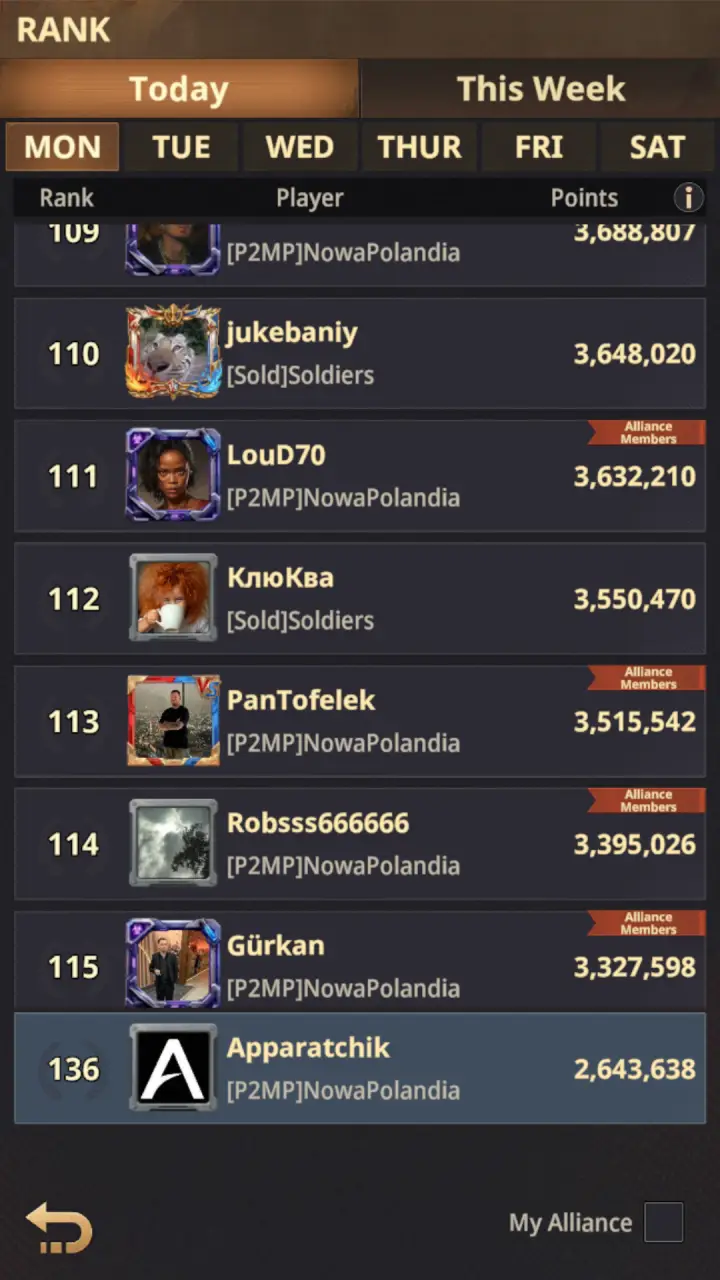 RANK
Today
This Week
MON
TUE
WED
THUR
FRI
SAT
Rank
Player
Points
i
109
[P2MP]NowaPolandia
3,688,807
110
jukebaniy
[Sold]Soldiers
3,648,020
Alliance
Members
111
LouD70
[P2MP]NowaPolandia
3,632,210
112
КлюКва
[Sold]Soldiers
3,550,470
Alliance
Members
113
PanTofelek
[P2MP]NowaPolandia
3,515,542
Alliance
Members
114
Robsss666666
[P2MP]NowaPolandia
3,395,026
Alliance
Members
115
Gürkan
[P2MP]NowaPolandia
3,327,598
136
Apparatchik
[P2MP]NowaPolandia
2,643,638
My Alliance